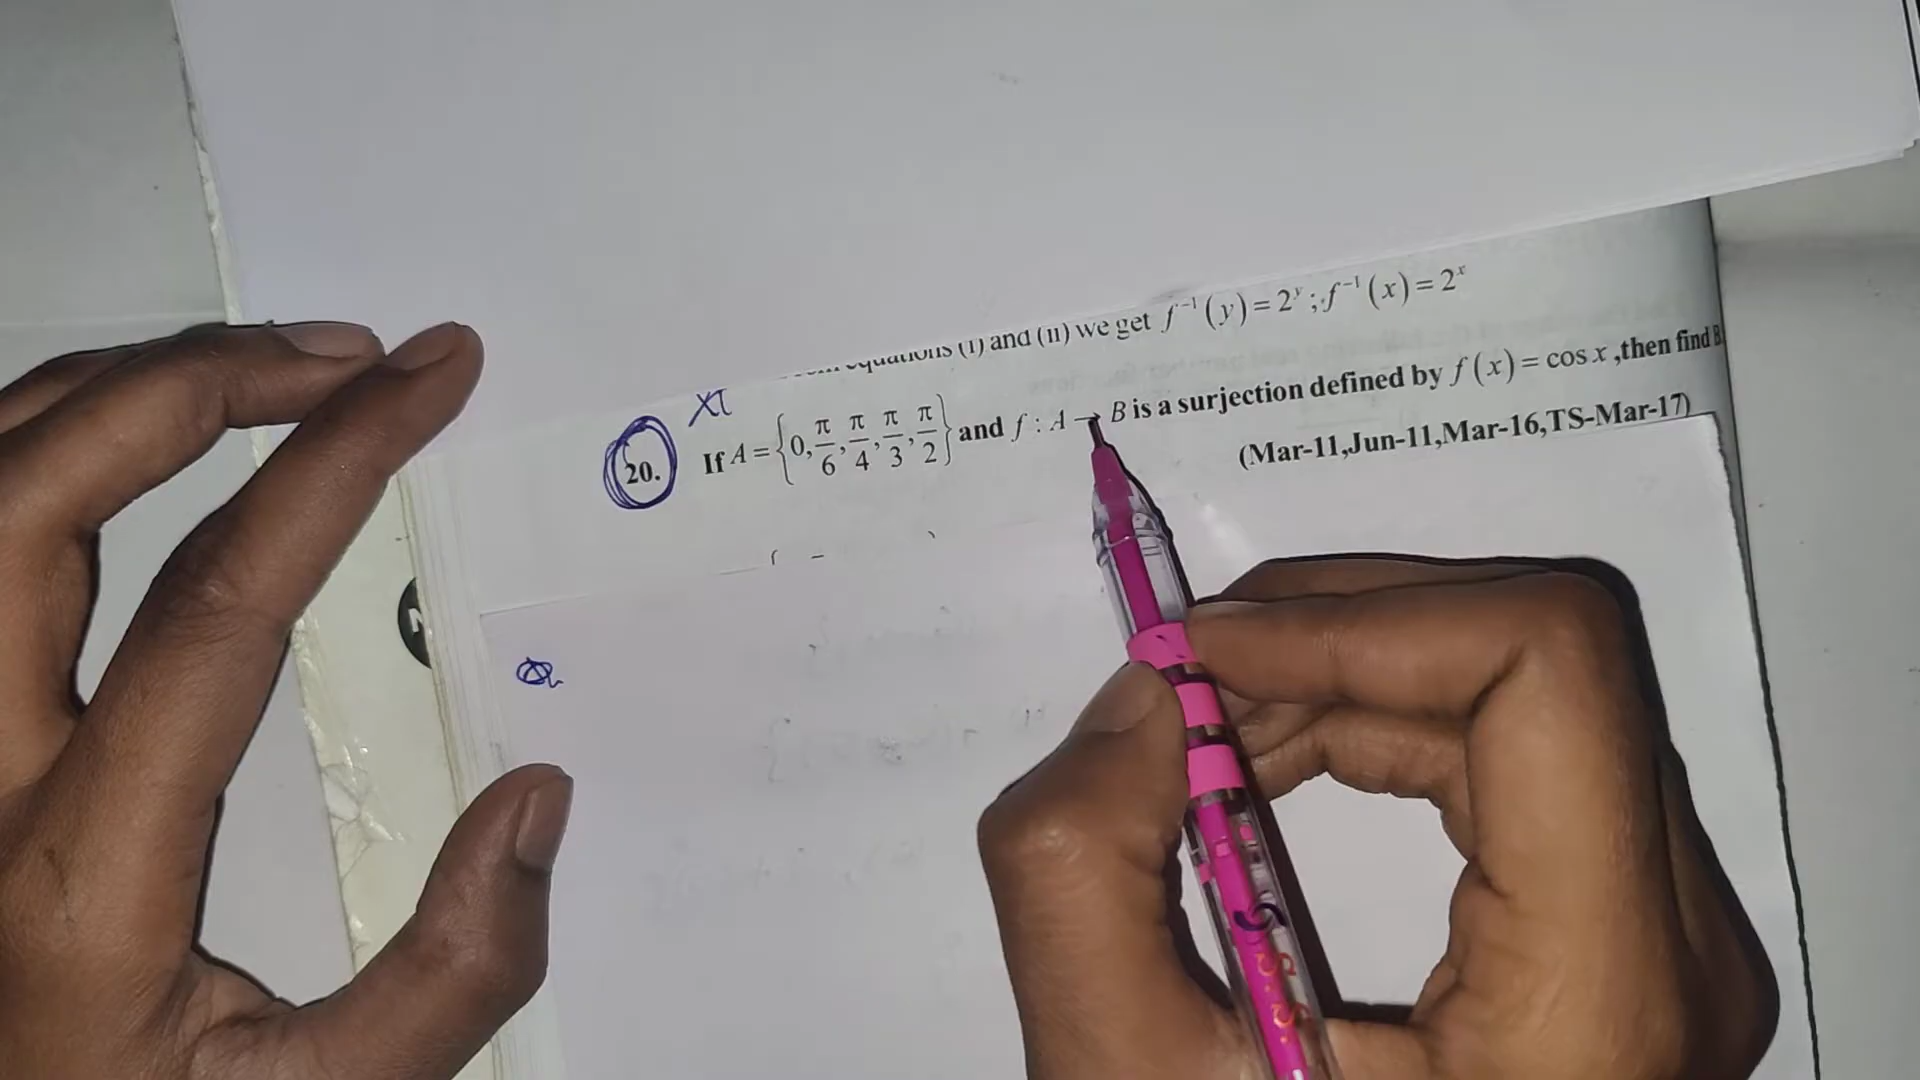 equations (I) and (II) we get f⁻¹(y) = 2ʸ ; f⁻¹(x) = 2ˣ
XI
20. If A = {0, π/6, π/4, π/3, π/2} and f : A → B is a surjection defined by f(x) = cos x ,then find B
(Mar-11,Jun-11,Mar-16,TS-Mar-17)
S.S.